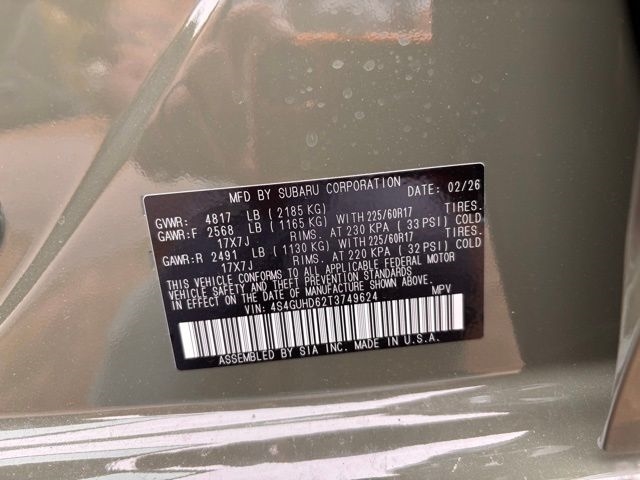 MFD BY SUBARU CORPORATION DATE: 02/26
GVWR: 4817 LB (2185 KG)
GAWR:F 2568 LB (1165 KG) WITH 225/60R17 TIRES.
17X7J RIMS. AT 230 KPA (33 PSI) COLD
GAWR:R 2491 LB (1130 KG) WITH 225/60R17 TIRES.
17X7J RIMS. AT 220 KPA (32 PSI) COLD
THIS VEHICLE CONFORMS TO ALL APPLICABLE FEDERAL MOTOR
VEHICLE SAFETY AND THEFT PREVENTION STANDARDS
IN EFFECT ON THE DATE OF MANUFACTURE SHOWN ABOVE.
VIN: 4S4GUHD62T3749624 MPV
ASSEMBLED BY SIA INC. MADE IN U.S.A.